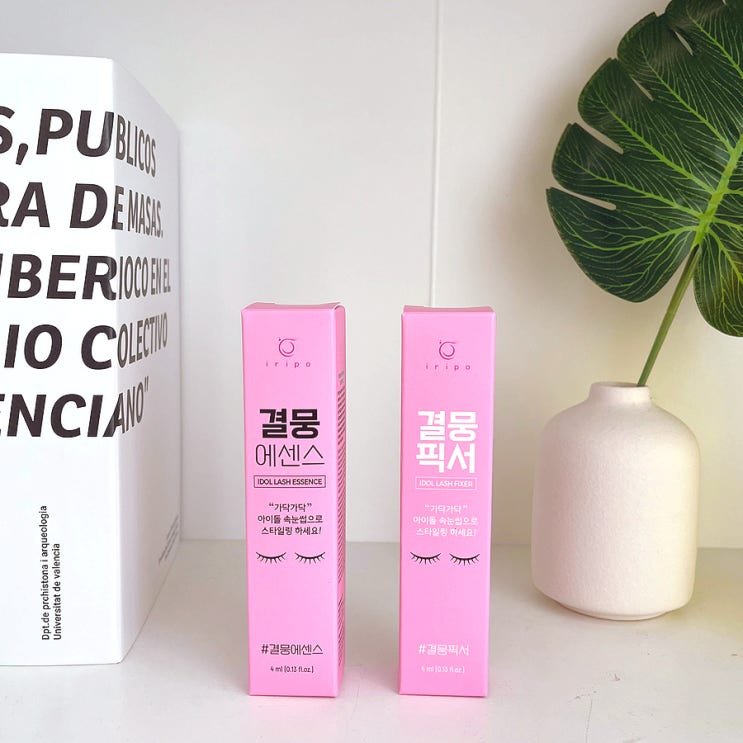 S, PUBLICOS
RA DE MASAS.
IBERIOCO EN EL
IO COLECTIVO
ENCIANO"
Dpt.de prchistona i arqueologia
Universitat de valencia
iripo
결뭉
에센스
IDOL LASH ESSENCE
"가닥가닥"
아이돌 속눈썹으로
스타일링 하세요!
#결뭉에센스
4 ml (0.13 fl.oz.)
iripo
결뭉
픽서
IDOL LASH FIXER
"가닥가닥"
아이돌 속눈썹으로
스타일링 하세요!
#결뭉픽서
4 ml (0.13 fl.oz.)